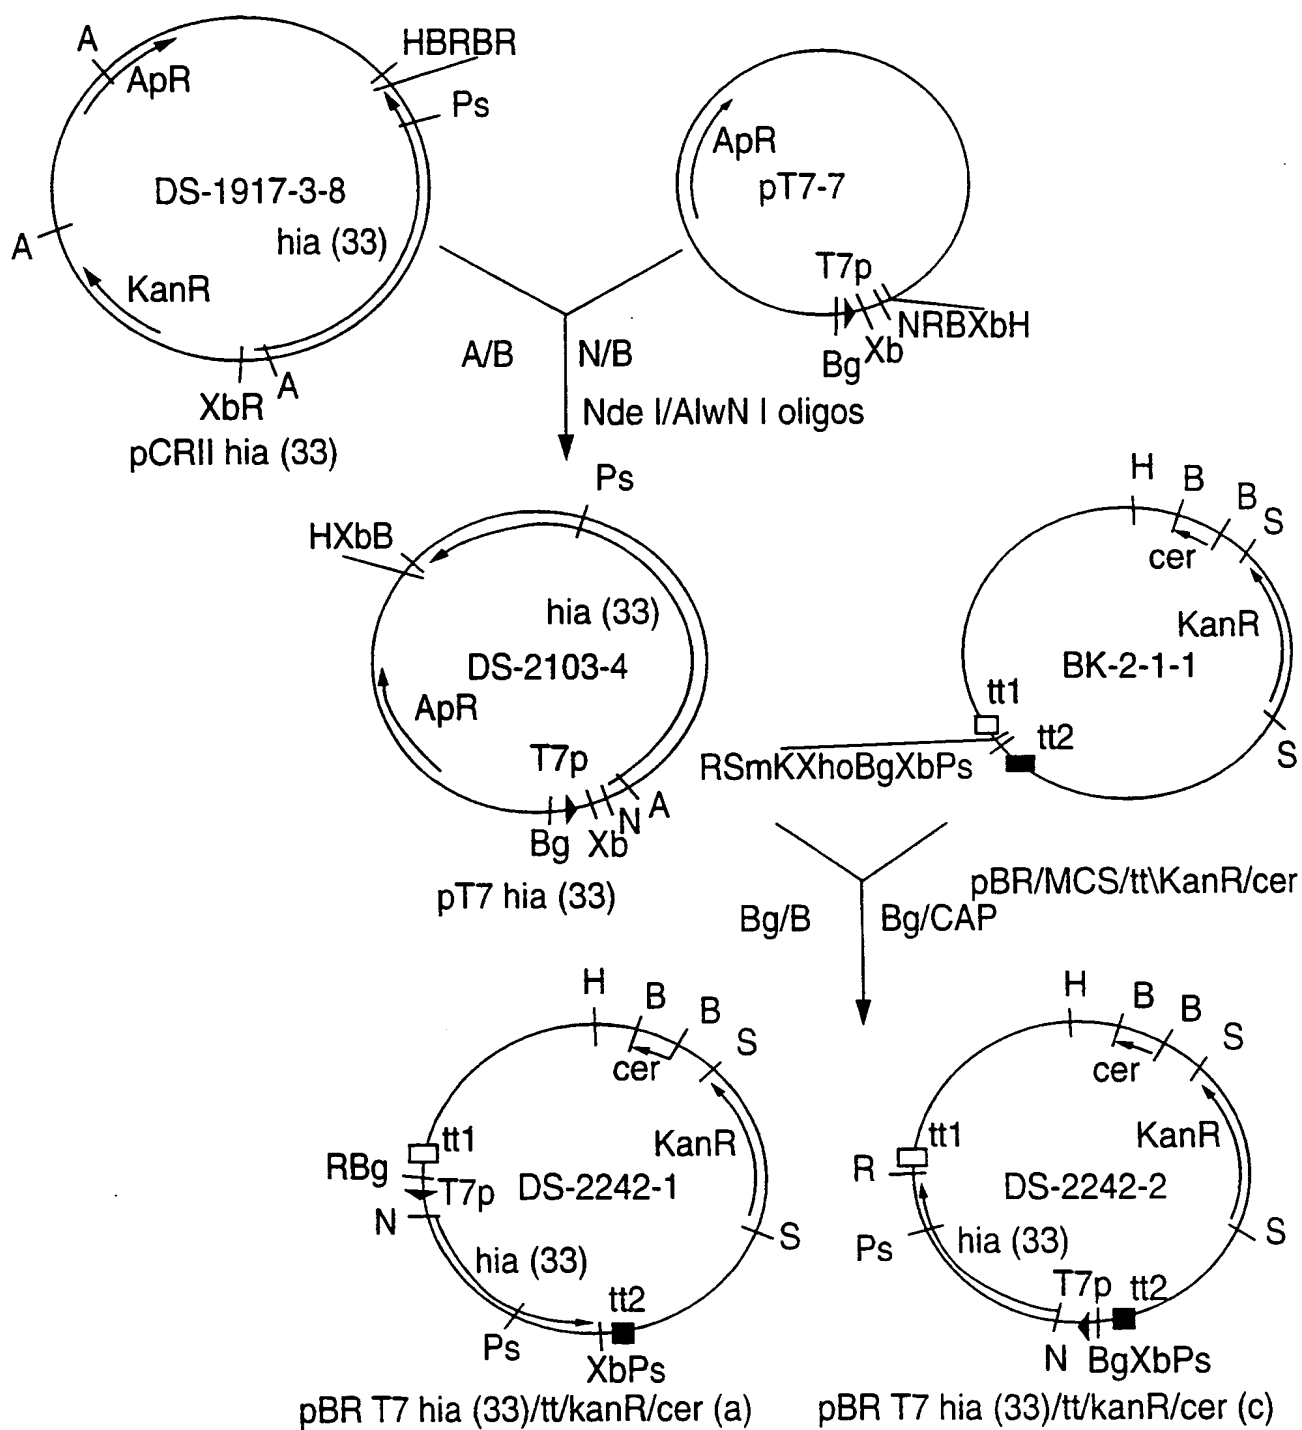 A
ApR
HBRBR
Ps
DS-1917-3-8
hia (33)
A
KanR
XbR
A
pCRII hia (33)
ApR
pT7-7
T7p
NRBXbH
Xb
Bg
A/B
N/B
Nde I/AlwN I oligos
Ps
HXbB
hia (33)
DS-2103-4
ApR
T7p
Bg
Xb
N
A
pT7 hia (33)
H
B
B
S
cer
KanR
BK-2-1-1
tt1
tt2
RSmKXhoBgXbPs
S
pBR/MCS/tt\KanR/cer
Bg/B
Bg/CAP
H
B
B
S
cer
tt1
KanR
RBg
T7p
DS-2242-1
N
S
hia (33)
tt2
Ps
XbPs
pBR T7 hia (33)/tt/kanR/cer (a)
H
B
B
S
cer
tt1
KanR
R
DS-2242-2
Ps
hia (33)
S
T7p
tt2
N
BgXbPs
pBR T7 hia (33)/tt/kanR/cer (c)